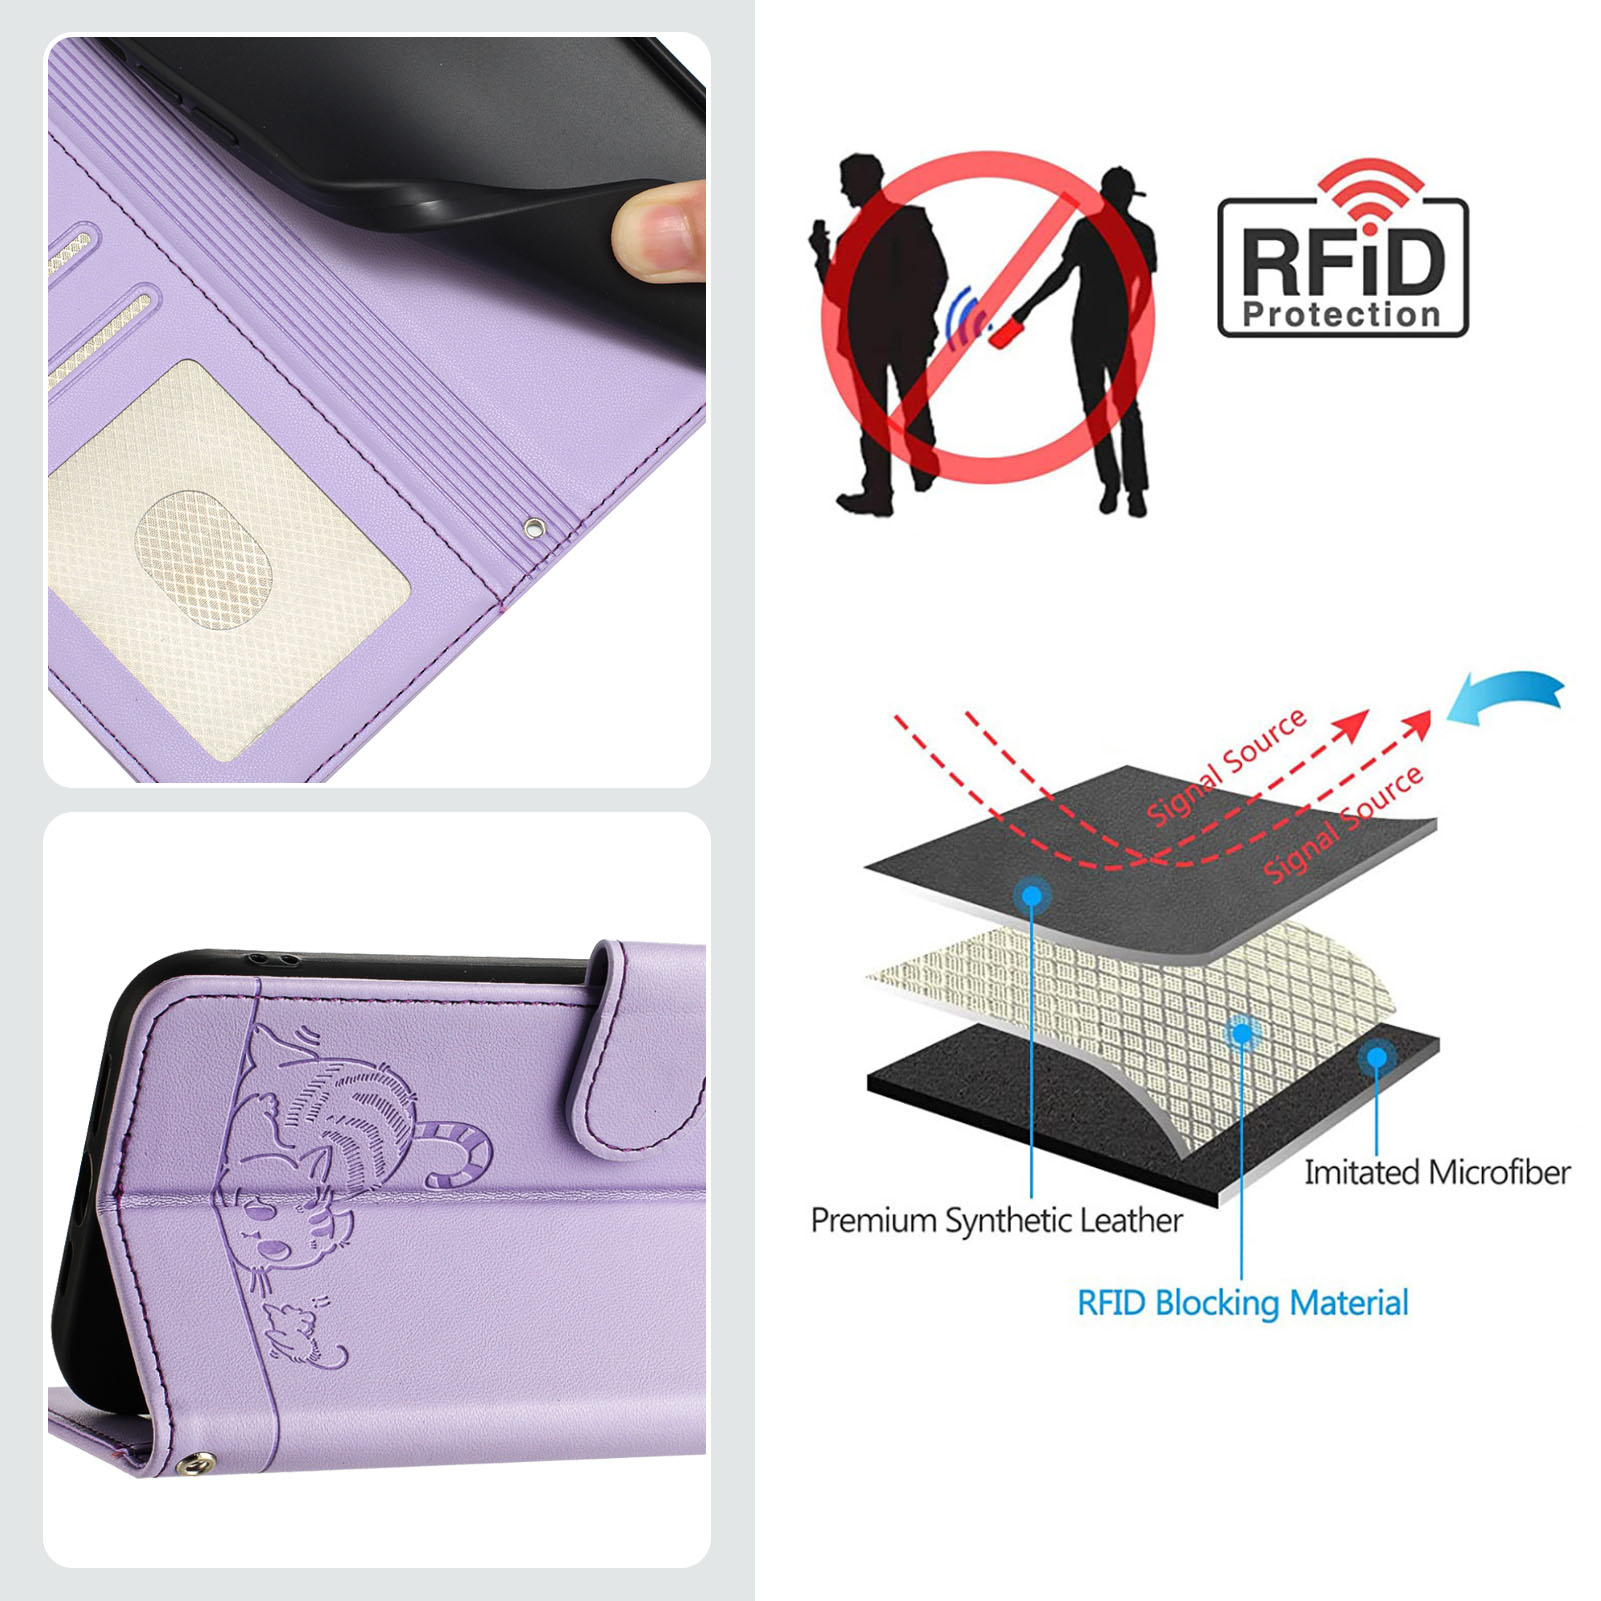 RFiD
Protection
Signal Source
Signal Source
Imitated Microfiber
Premium Synthetic Leather
RFID Blocking Material